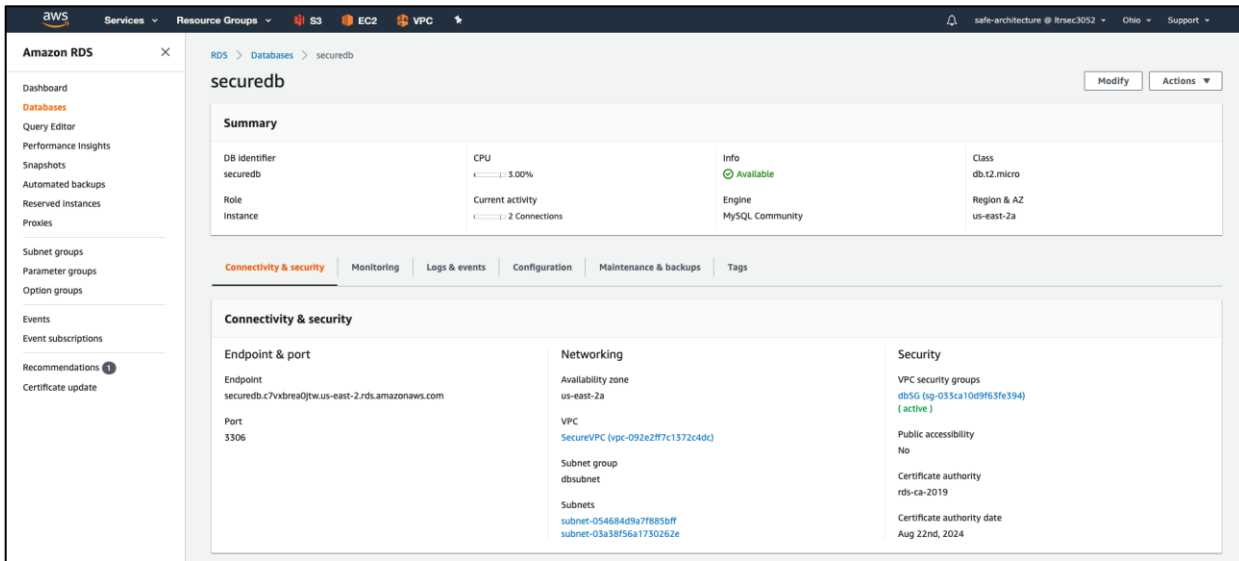 aws Services Resource Groups S3 EC2 VPC safe-architecture @ ltrsec3052 Ohio Support
Amazon RDS
Dashboard
Databases
Query Editor
Performance Insights
Snapshots
Automated backups
Reserved instances
Proxies
Subnet groups
Parameter groups
Option groups
Events
Event subscriptions
Recommendations 1
Certificate update
RDS > Databases > securedb
securedb
Modify Actions
Summary
DB identifier
securedb
CPU
3.00%
Info
Available
Class
db.t2.micro
Role
Instance
Current activity
2 Connections
Engine
MySQL Community
Region & AZ
us-east-2a
Connectivity & security Monitoring Logs & events Configuration Maintenance & backups Tags
Connectivity & security
Endpoint & port
Endpoint
securedb.c7vxbrea0jtw.us-east-2.rds.amazonaws.com
Port
3306
Networking
Availability zone
us-east-2a
VPC
SecureVPC (vpc-092e2ff7c1372c4dc)
Subnet group
dbsubnet
Subnets
subnet-054684d9a7f885bff
subnet-03a38f56a1730262e
Security
VPC security groups
dbSG (sg-033ca10d9f63fe394)
( active )
Public accessibility
No
Certificate authority
rds-ca-2019
Certificate authority date
Aug 22nd, 2024